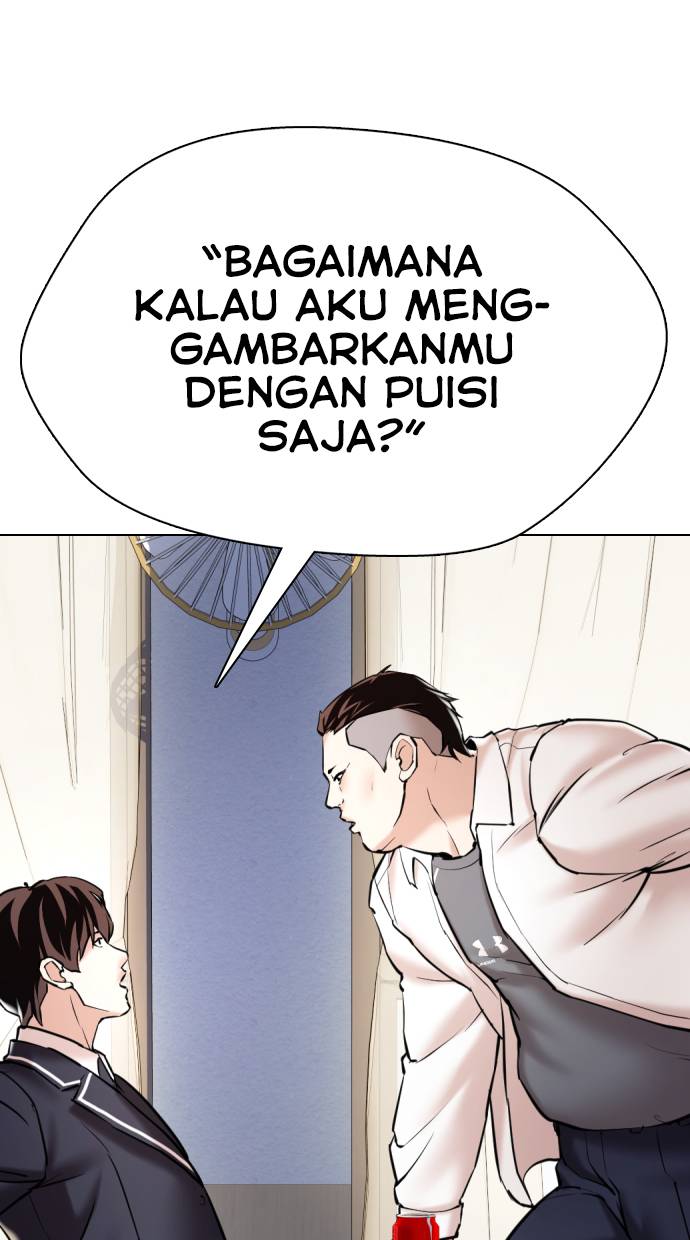 “BAGAIMANA
KALAU AKU MENG-
GAMBARKANMU
DENGAN PUISI
SAJA?”